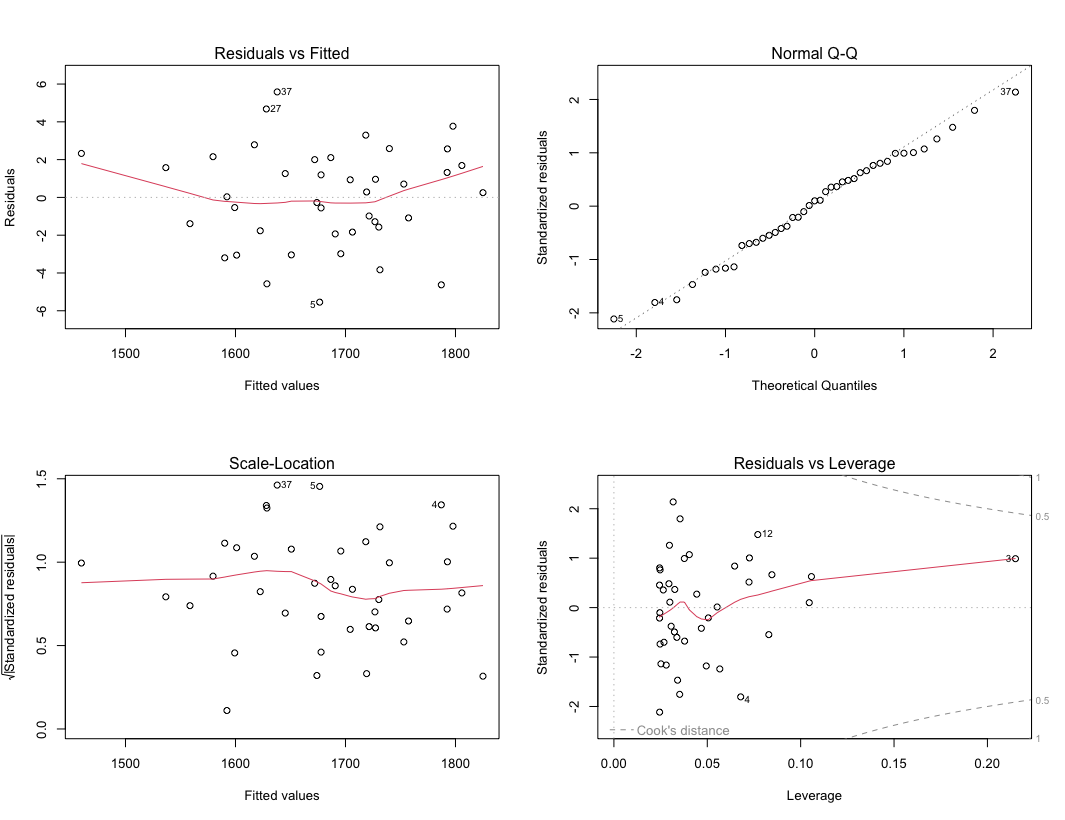 Residuals vs Fitted
6
4
2
0
-2
-4
-6
Residuals
37
27
5
1500 1600 1700 1800
Fitted values
Normal Q-Q
2
1
0
-1
-2
Standardized residuals
37
4
5
-2 -1 0 1 2
Theoretical Quantiles
Scale-Location
1.5
1.0
0.5
0.0
√|Standardized residuals|
37
5
4
1500 1600 1700 1800
Fitted values
Residuals vs Leverage
2
1
0
-1
-2
Standardized residuals
1
0.5
12
3
4
0.5
1
Cook's distance
0.00 0.05 0.10 0.15 0.20
Leverage